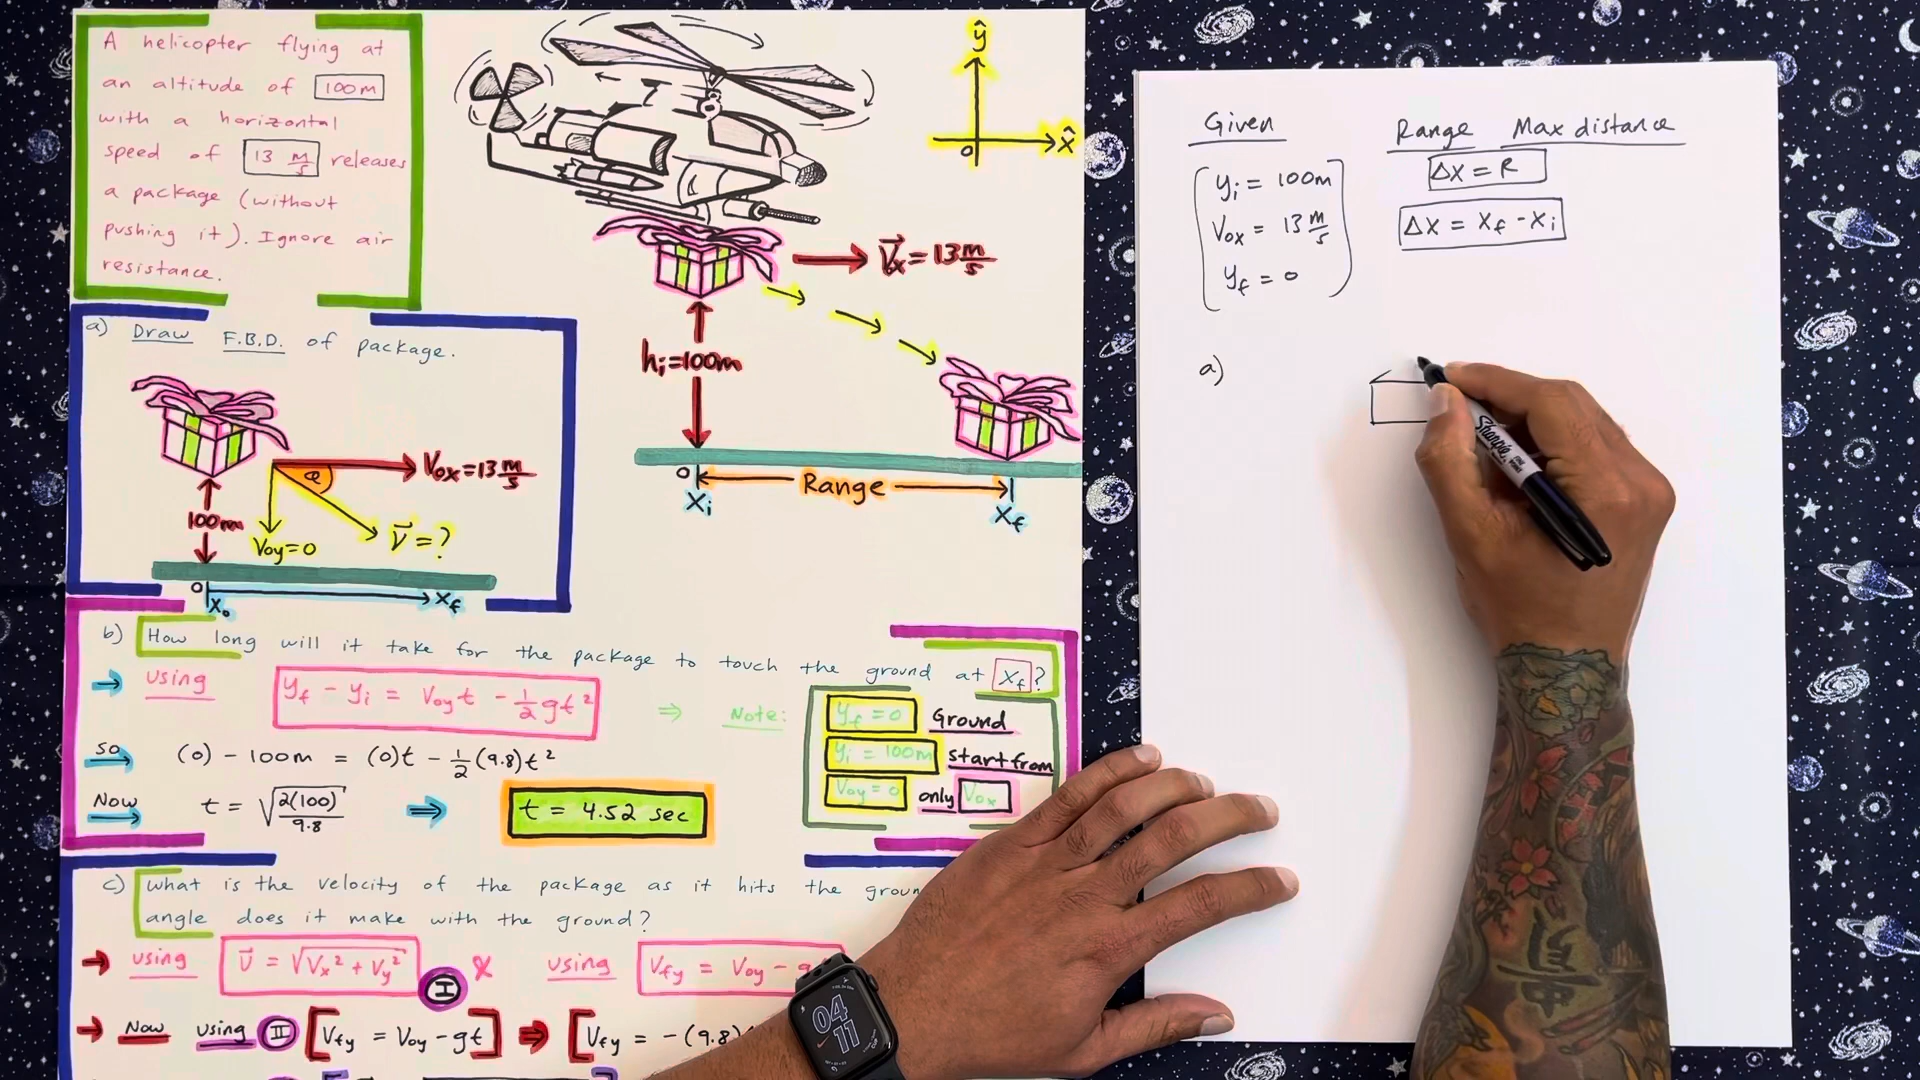 A helicopter flying at
an altitude of 100m
with a horizontal
speed of 13 m/s releases
a package (without
pushing it). Ignore air
resistance.
ŷ
x̂
0
V⃗x = 13 m/s
hi = 100m
0
Range
Xi
Xf
a) Draw F.B.D. of package.
Vox = 13 m/s
θ
100m
Voy = 0
V⃗ = ?
0
X₀
Xf
b) How long will it take for the package to touch the ground at Xf?
using
yf - yi = Voy t - 1/2 gt²
⇒ Note:
yf = 0 Ground
yi = 100m start from
Voy = 0 only Vox
so (0) - 100m = (0)t - 1/2 (9.8)t²
Now t = √(2(100)/9.8) ⇒ t = 4.52 sec
c) what is the velocity of the package as it hits the
angle does it make with the ground?
→ using V⃗ = √(Vx² + Vy²) I using Vfy = Voy -
→ Now using II [Vfy = Voy - gt] ⇒ [Vfy = -(9.8)
Given
yi = 100m
Vox = 13 m/s
yf = 0
Range Max distance
Δx = R
Δx = xf - xi
a)
Sharpie
04
11